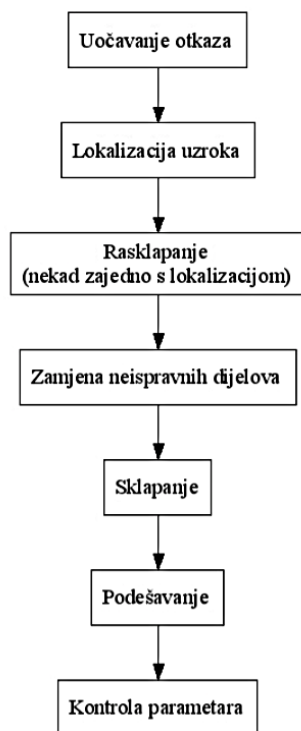 Uočavanje otkaza
Lokalizacija uzroka
Rasklapanje
(nekad zajedno s lokalizacijom)
Zamjena neispravnih dijelova
Sklapanje
Podešavanje
Kontrola parametara